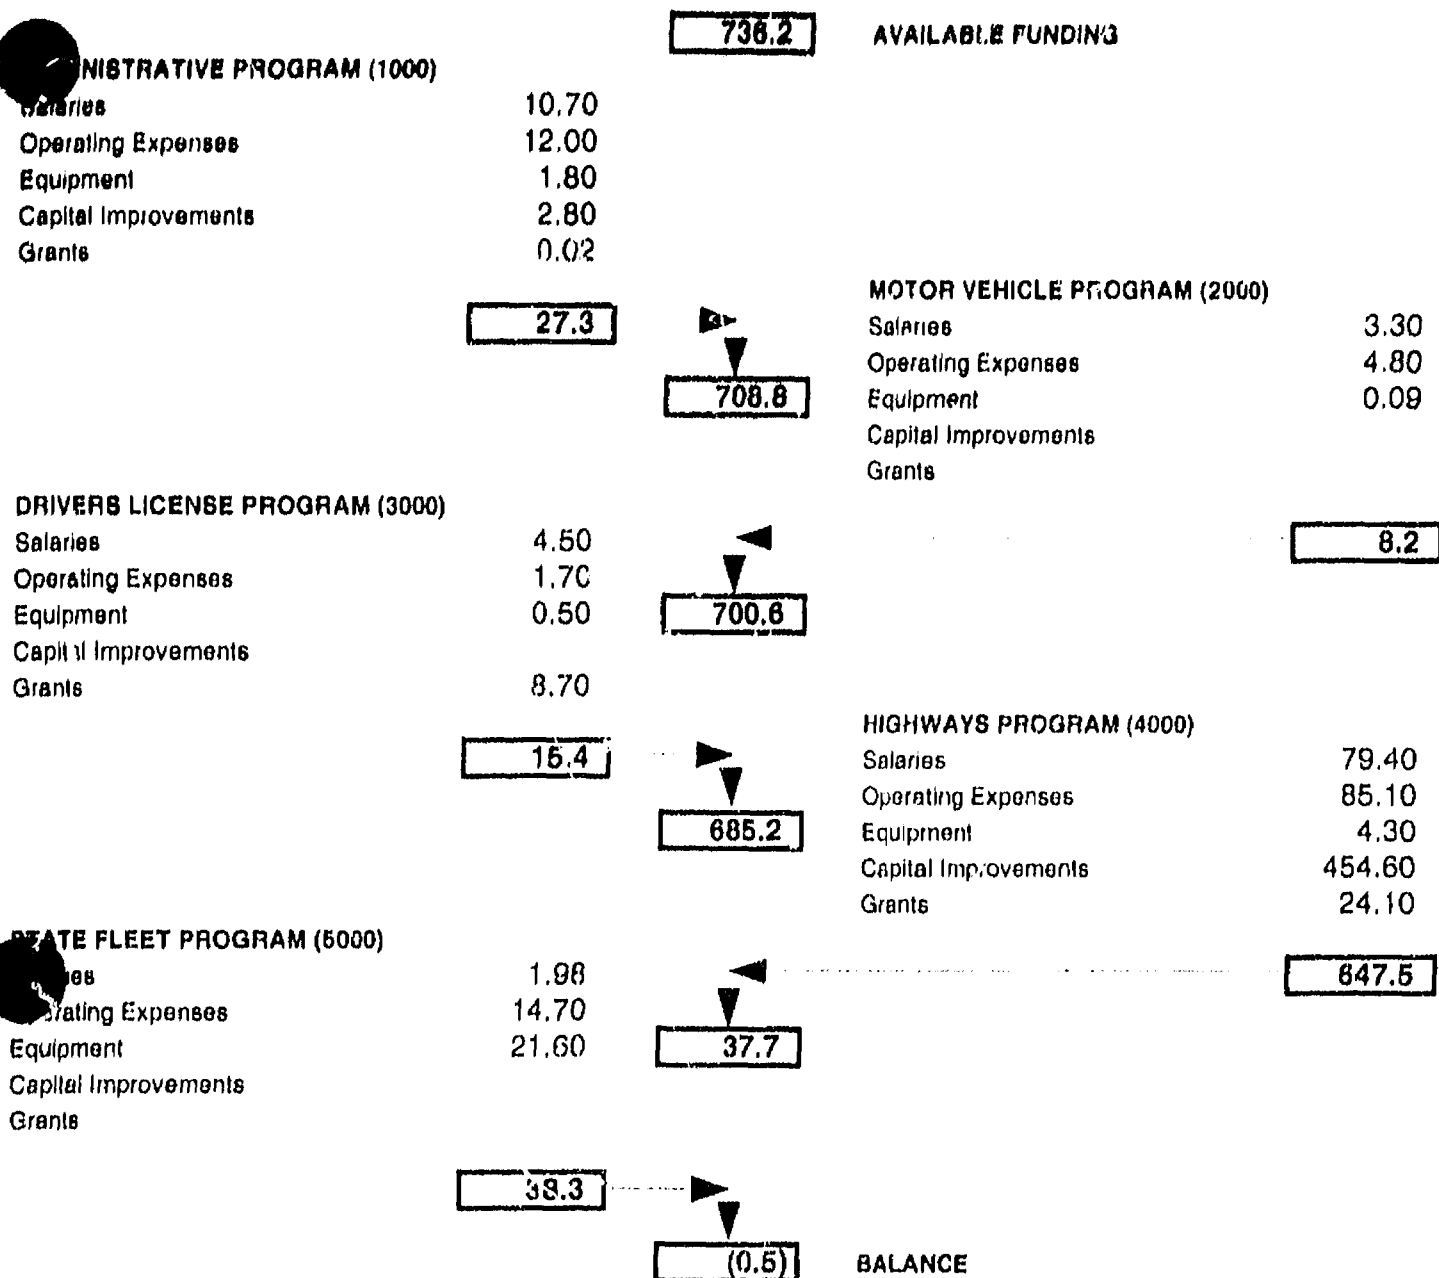 736.2 AVAILABLE FUNDING
NISTRATIVE PROGRAM (1000)
Salaries 10.70
Operating Expenses 12.00
Equipment 1.80
Capital Improvements 2.80
Grants 0.02
27.3
708.8
MOTOR VEHICLE PROGRAM (2000)
Salaries 3.30
Operating Expenses 4.80
Equipment 0.09
Capital Improvements
Grants
8.2
700.6
DRIVERS LICENSE PROGRAM (3000)
Salaries 4.50
Operating Expenses 1.70
Equipment 0.50
Capital Improvements
Grants 8.70
15.4
685.2
HIGHWAYS PROGRAM (4000)
Salaries 79.40
Operating Expenses 85.10
Equipment 4.30
Capital Improvements 454.60
Grants 24.10
647.5
37.7
STATE FLEET PROGRAM (5000)
es 1.98
rating Expenses 14.70
Equipment 21.60
Capital Improvements
Grants
38.3
(0.5) BALANCE